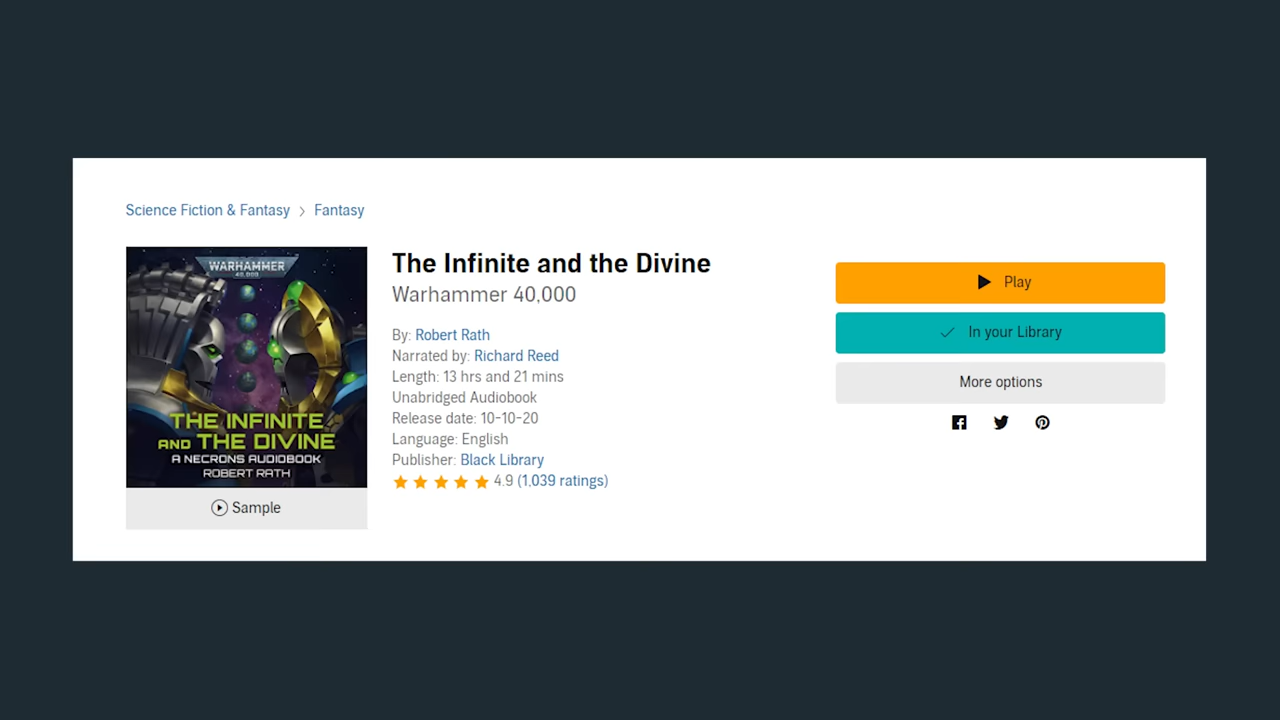 Science Fiction & Fantasy > Fantasy
WARHAMMER
40,000
THE INFINITE
AND THE DIVINE
A NECRONS AUDIOBOOK
ROBERT RATH
Sample
The Infinite and the Divine
Warhammer 40,000
By: Robert Rath
Narrated by: Richard Reed
Length: 13 hrs and 21 mins
Unabridged Audiobook
Release date: 10-10-20
Language: English
Publisher: Black Library
4.9 (1,039 ratings)
Play
In your Library
More options